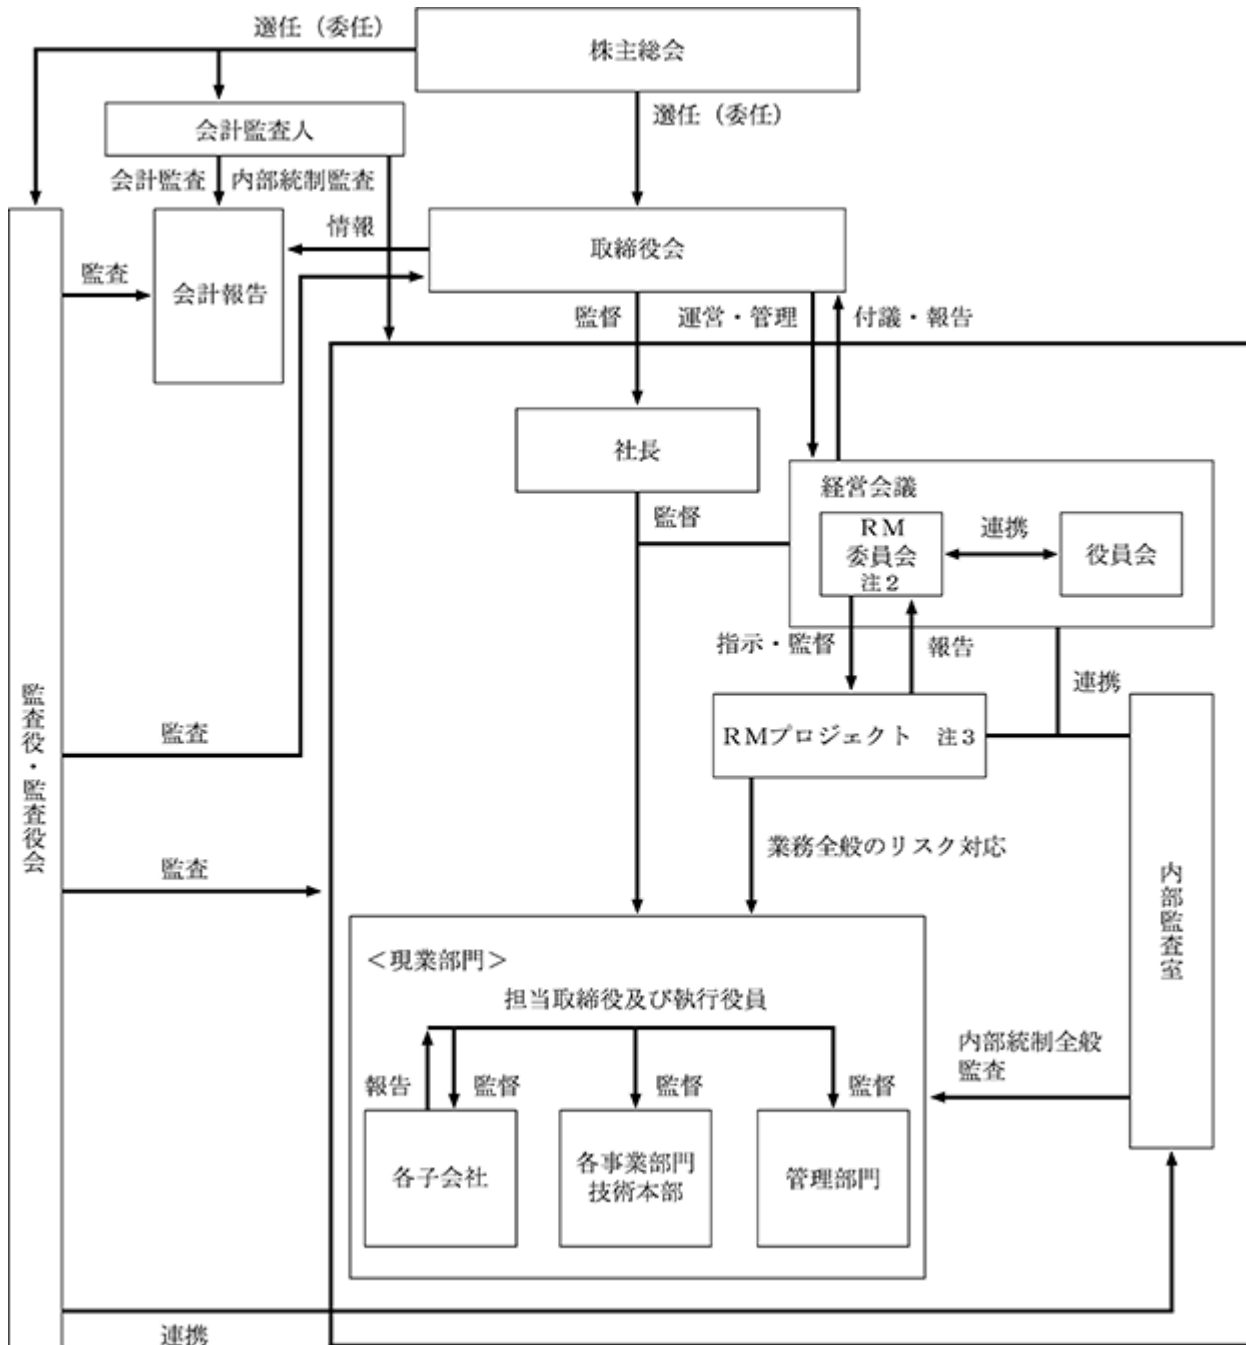 選任（委任）
株主総会
選任（委任）
会計監査人
会計監査
内部統制監査
情報
取締役会
監査
会計報告
監督
運営・管理
付議・報告
社長
経営会議
監督
ＲＭ
委員会
注２
連携
役員会
指示・監督
報告
連携
監査役・監査役会
監査
ＲＭプロジェクト　注３
業務全般のリスク対応
監査
内部監査室
＜現業部門＞
担当取締役及び執行役員
内部統制全般
監査
報告
監督
監督
監督
各子会社
各事業部門
技術本部
管理部門
連携